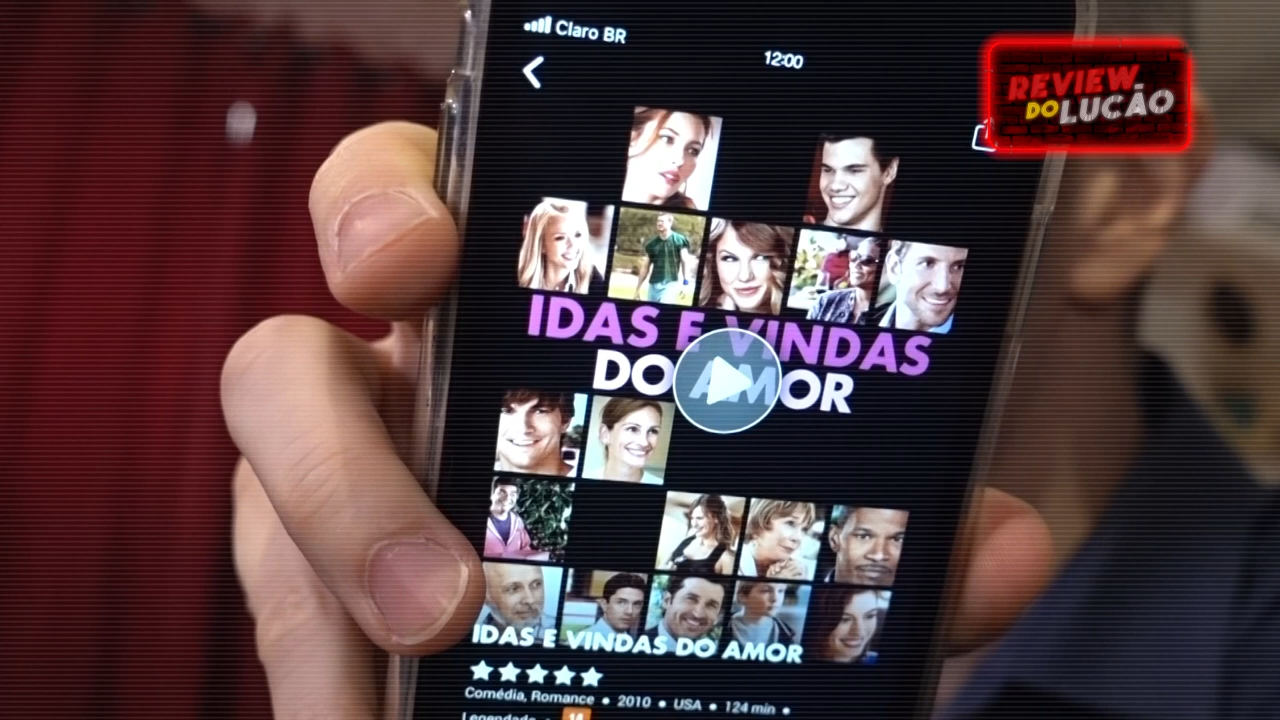 Claro BR
12:00
REVIEW
DO LUCÃO
IDAS E VINDAS
DO AMOR
IDAS E VINDAS DO AMOR
Comédia, Romance • 2010 • USA • 124 min •
Legendado •